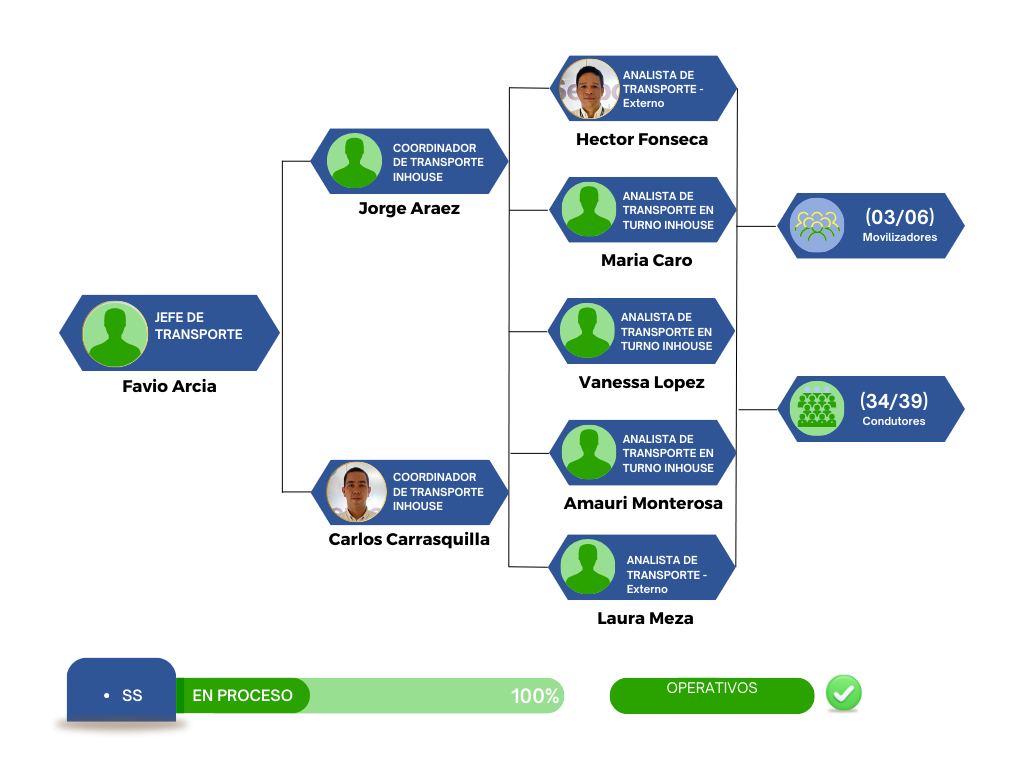 JEFE DE
TRANSPORTE
Favio Arcia
COORDINADOR
DE TRANSPORTE
INHOUSE
Jorge Araez
COORDINADOR
DE TRANSPORTE
INHOUSE
Carlos Carrasquilla
ANALISTA DE
TRANSPORTE -
Externo
Hector Fonseca
ANALISTA DE
TRANSPORTE EN
TURNO INHOUSE
Maria Caro
ANALISTA DE
TRANSPORTE EN
TURNO INHOUSE
Vanessa Lopez
ANALISTA DE
TRANSPORTE EN
TURNO INHOUSE
Amauri Monterosa
ANALISTA DE
TRANSPORTE -
Externo
Laura Meza
(03/06)
Movilizadores
(34/39)
Condutores
• SS
EN PROCESO
100%
OPERATIVOS